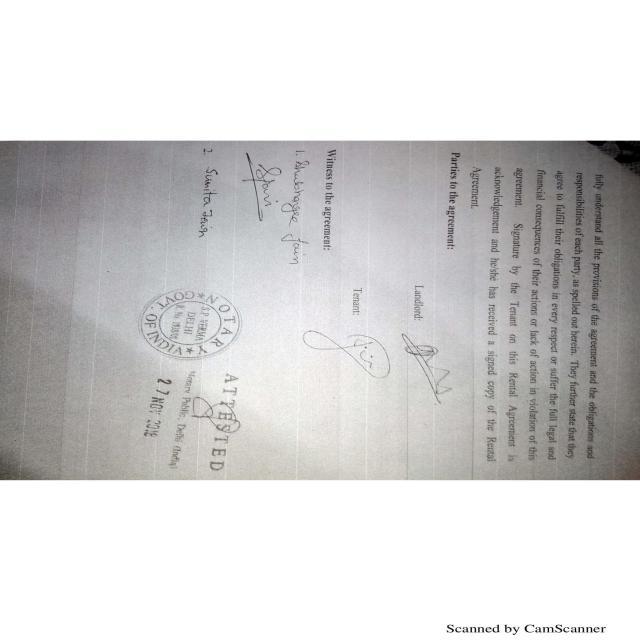 fully understand all the provisions of the agreement and the obligations and
responsibilities of each party, as spelled out herein. They further state that they
agree to fulfill their obligations in every respect or suffer the full legal and
financial consequences of their actions or lack of action in violation of this
agreement. Signature by the Tenant on this Rental Agreement is
acknowledgement and he/she has received a signed copy of the Rental
Agreement.
Parties to the agreement:
Landlord:
Tenant:
Witness to the agreement:
1. Jain
2. Sunita Jain
NOTARY
S.P. VERMA
DELHI
GOVT. OF INDIA
ATTESTED
Notary Public, Delhi (India)
27 NOV
Scanned by CamScanner